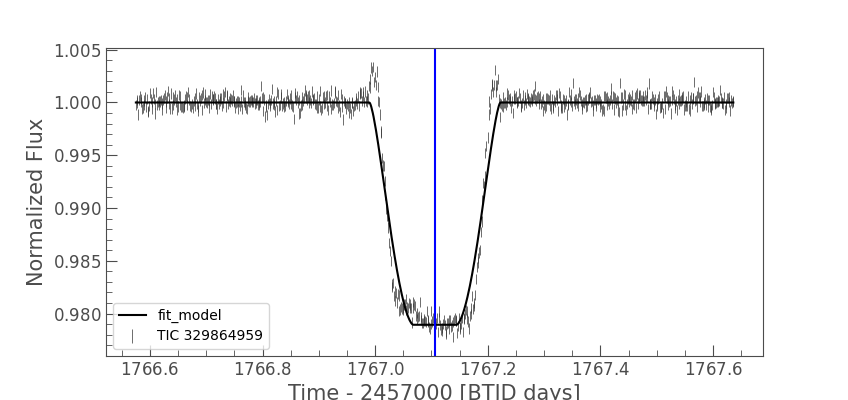 1.005
1.000
0.995
0.990
0.985
0.980
Normalized Flux
fit_model
TIC 329864959
1766.6 1766.8 1767.0 1767.2 1767.4 1767.6
Time - 2457000 [BTJD days]